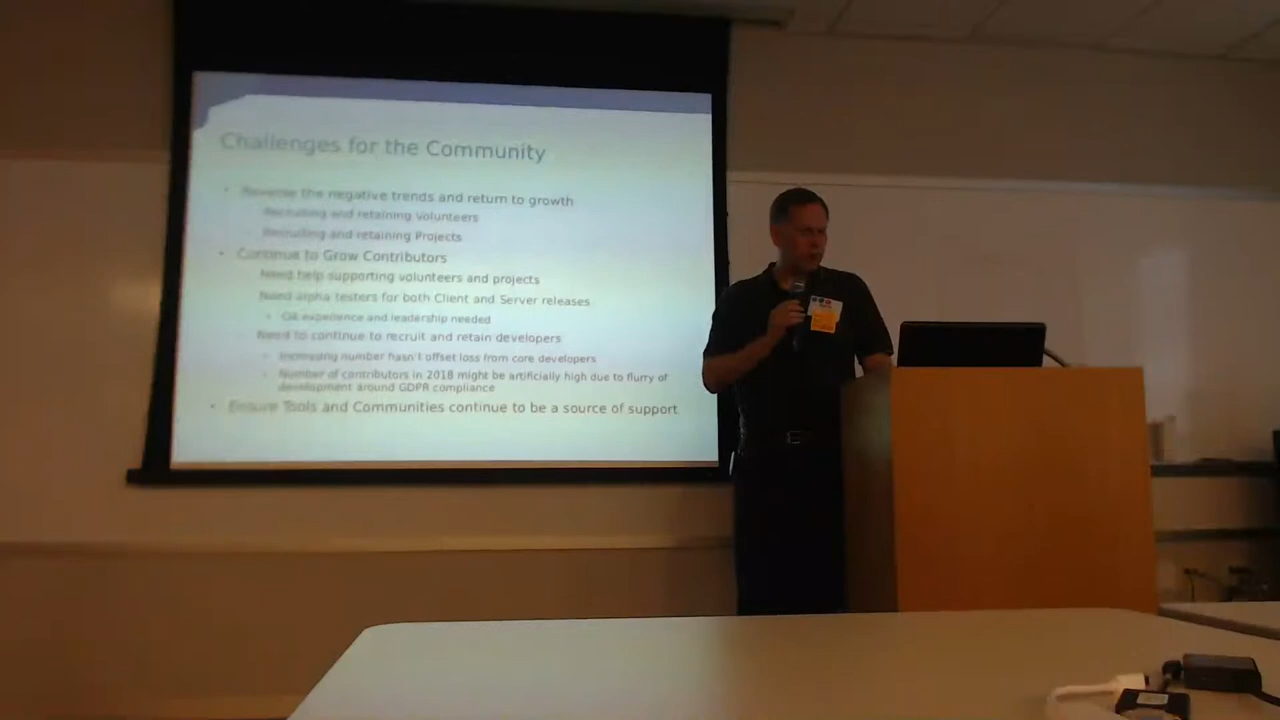 Challenges for the Community
• Reverse the negative trends and return to growth
Recruiting and retaining volunteers
Recruiting and retaining Projects
• Continue to Grow Contributors
Need help supporting volunteers and projects
Need alpha testers for both Client and Server releases
• QA experience and leadership needed
Need to continue to recruit and retain developers
• Increasing number hasn't offset loss from core developers
• Number of contributors in 2018 might be artificially high due to flurry of
development around GDPR compliance
• Ensure Tools and Communities continue to be a source of support